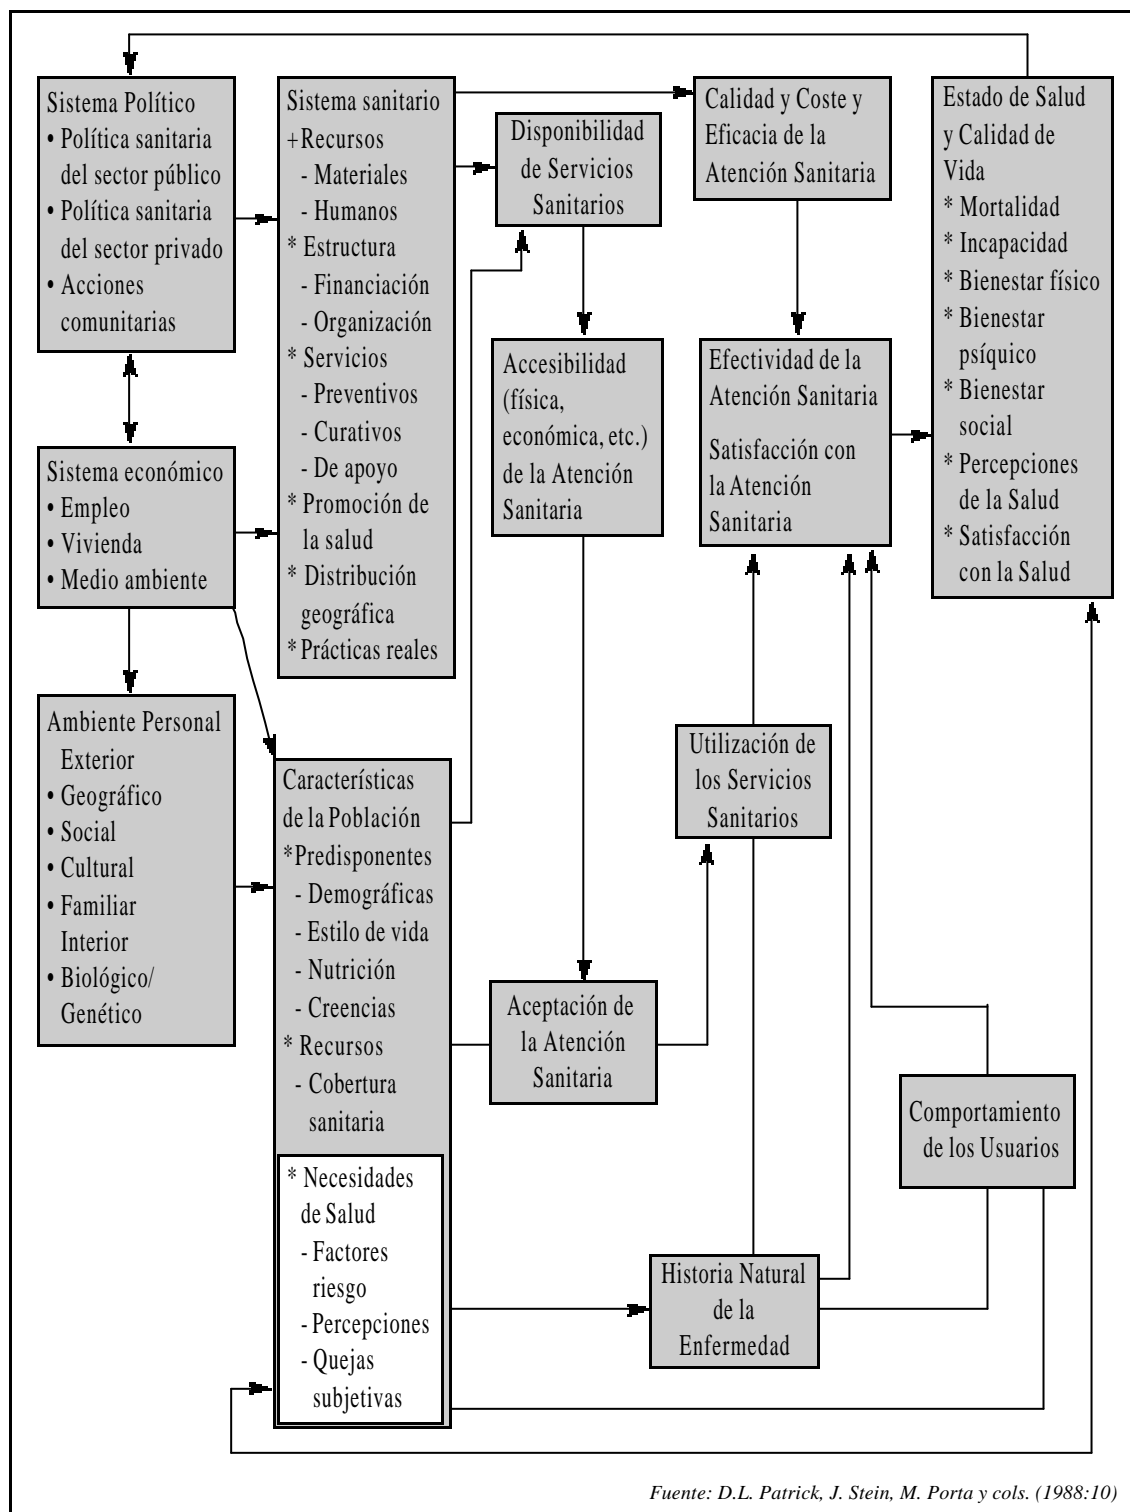 Sistema Político
• Política sanitaria
del sector público
• Política sanitaria
del sector privado
• Acciones
comunitarias
Sistema económico
• Empleo
• Vivienda
• Medio ambiente
Ambiente Personal
Exterior
• Geográfico
• Social
• Cultural
• Familiar
Interior
• Biológico/
Genético
Sistema sanitario
+Recursos
- Materiales
- Humanos
* Estructura
- Financiación
- Organización
* Servicios
- Preventivos
- Curativos
- De apoyo
* Promoción de
la salud
* Distribución
geográfica
* Prácticas reales
Características
de la Población
*Predisponentes
- Demográficas
- Estilo de vida
- Nutrición
- Creencias
* Recursos
- Cobertura
sanitaria
* Necesidades
de Salud
- Factores
riesgo
- Percepciones
- Quejas
subjetivas
Disponibilidad
de Servicios
Sanitarios
Accesibilidad
(física,
económica, etc.)
de la Atención
Sanitaria
Aceptación de
la Atención
Sanitaria
Calidad y Coste y
Eficacia de la
Atención Sanitaria
Efectividad de la
Atención Sanitaria
Satisfacción con
la Atención
Sanitaria
Utilización de
los Servicios
Sanitarios
Historia Natural
de la
Enfermedad
Estado de Salud
y Calidad de
Vida
* Mortalidad
* Incapacidad
* Bienestar físico
* Bienestar
psíquico
* Bienestar
social
* Percepciones
de la Salud
* Satisfacción
con la Salud
Comportamiento
de los Usuarios
Fuente: D.L. Patrick, J. Stein, M. Porta y cols. (1988:10)